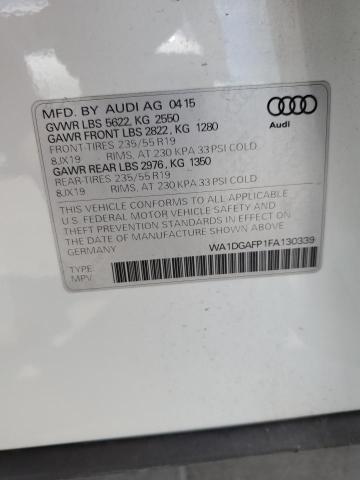 MFD. BY AUDI AG 04 15
GVWR LBS 5622, KG 2550
GAWR FRONT LBS 2822, KG 1280
FRONT-TIRES 235/55 R19
8JX19 RIMS, AT 230 KPA 33 PSI COLD
GAWR REAR LBS 2976, KG 1350
REAR-TIRES 235/55 R19
8JX19 RIMS, AT 230 KPA 33 PSI COLD
Audi
THIS VEHICLE CONFORMS TO ALL APPLICABLE
U. S. FEDERAL MOTOR VEHICLE SAFETY AND
THEFT PREVENTION STANDARDS IN EFFECT ON
THE DATE OF MANUFACTURE SHOWN ABOVE.
GERMANY
WA1DGAFP1FA130339
TYPE:
MPV